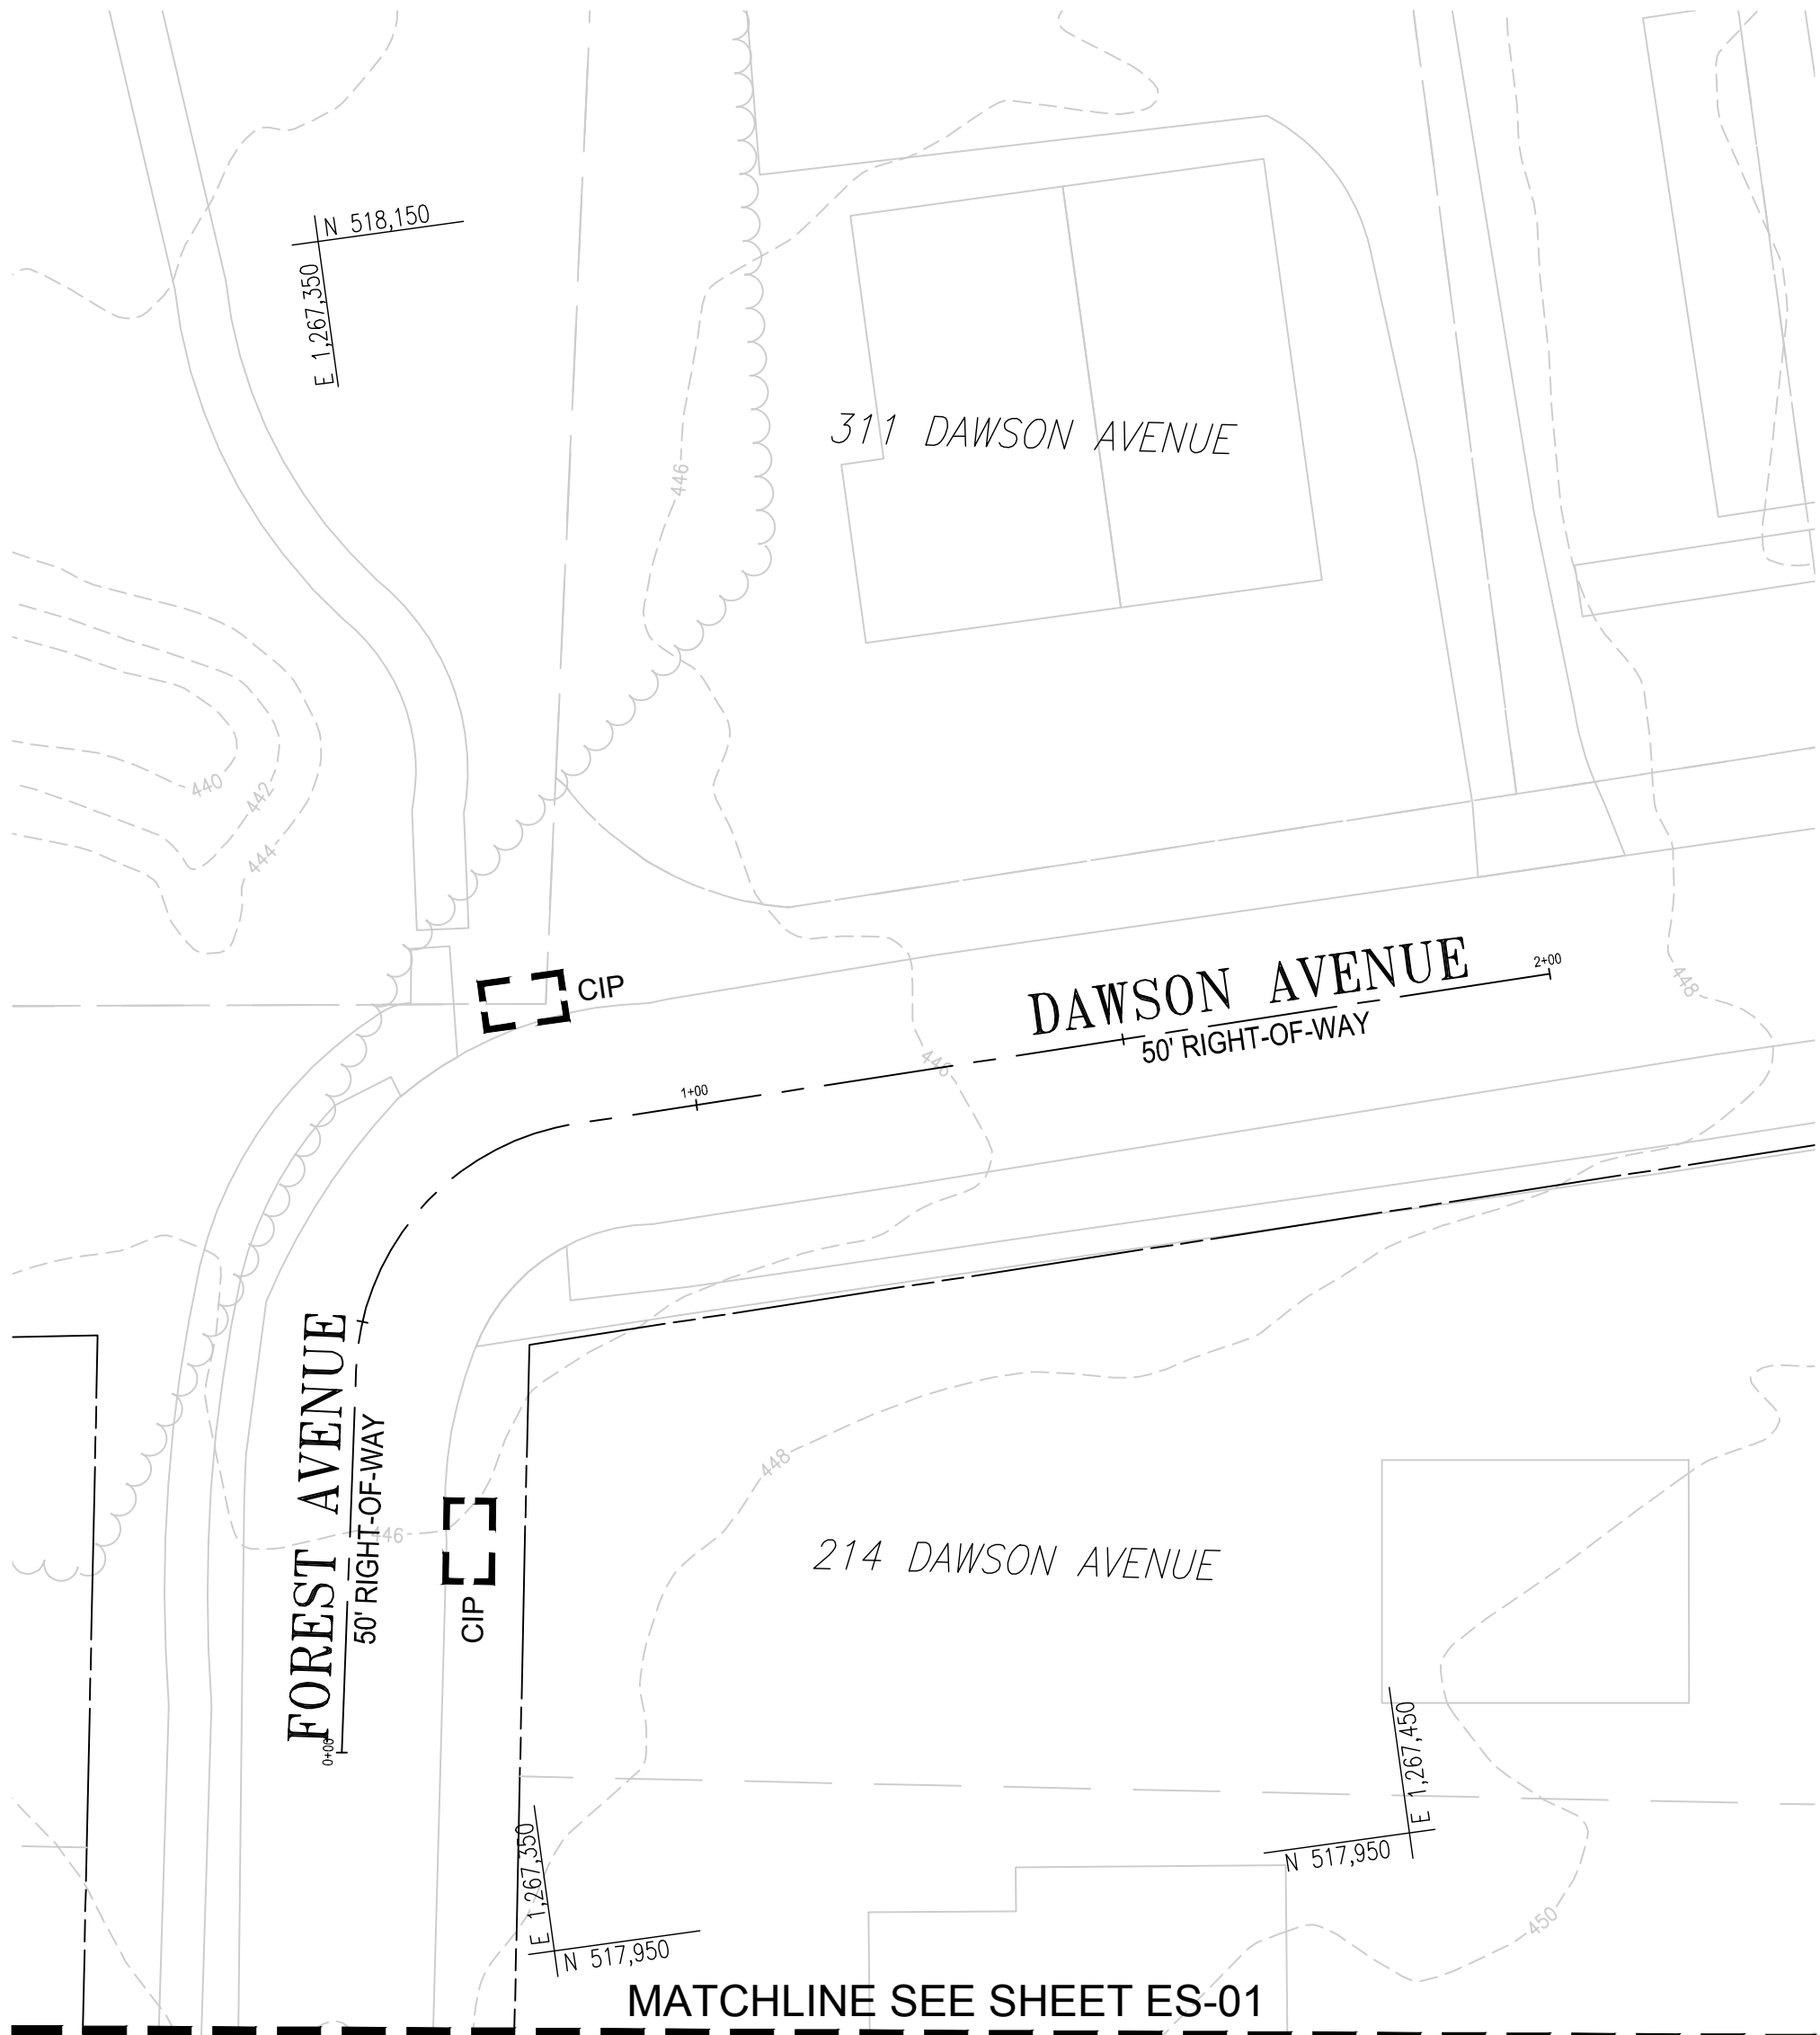 N 518,150
E 1,267,350
311 DAWSON AVENUE
446
440
442
444
CIP
DAWSON AVENUE
2+00
50' RIGHT-OF-WAY
448
446
1+00
FOREST AVENUE
50' RIGHT-OF-WAY
448
446
214 DAWSON AVENUE
CIP
0+00
E 1,267,450
N 517,950
E 1,267,350
N 517,950
450
MATCHLINE SEE SHEET ES-01